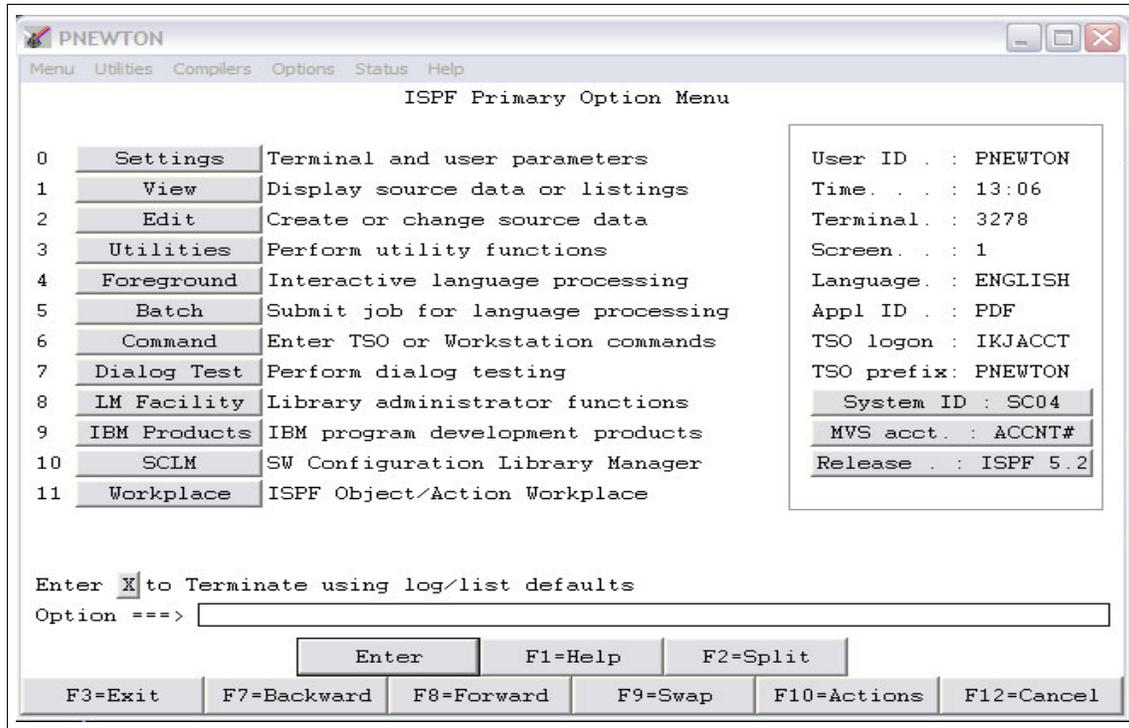 PNEWTON
Menu Utilities Compilers Options Status Help
ISPF Primary Option Menu
0 Settings Terminal and user parameters
1 View Display source data or listings
2 Edit Create or change source data
3 Utilities Perform utility functions
4 Foreground Interactive language processing
5 Batch Submit job for language processing
6 Command Enter TSO or Workstation commands
7 Dialog Test Perform dialog testing
8 LM Facility Library administrator functions
9 IBM Products IBM program development products
10 SCLM SW Configuration Library Manager
11 Workplace ISPF Object/Action Workplace
User ID . : PNEWTON
Time. . . : 13:06
Terminal. : 3278
Screen. . : 1
Language. : ENGLISH
Appl ID . : PDF
TSO logon : IKJACCT
TSO prefix: PNEWTON
System ID : SC04
MVS acct. : ACCNT#
Release . : ISPF 5.2
Enter X to Terminate using log/list defaults
Option ===>
Enter F1=Help F2=Split
F3=Exit F7=Backward F8=Forward F9=Swap F10=Actions F12=Cancel